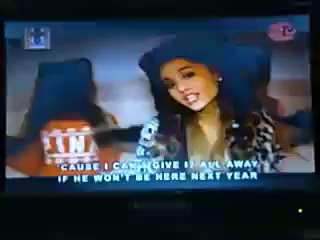 'CAUSE I CAN'T GIVE IT ALL AWAY
IF HE WON'T BE HERE NEXT YEAR